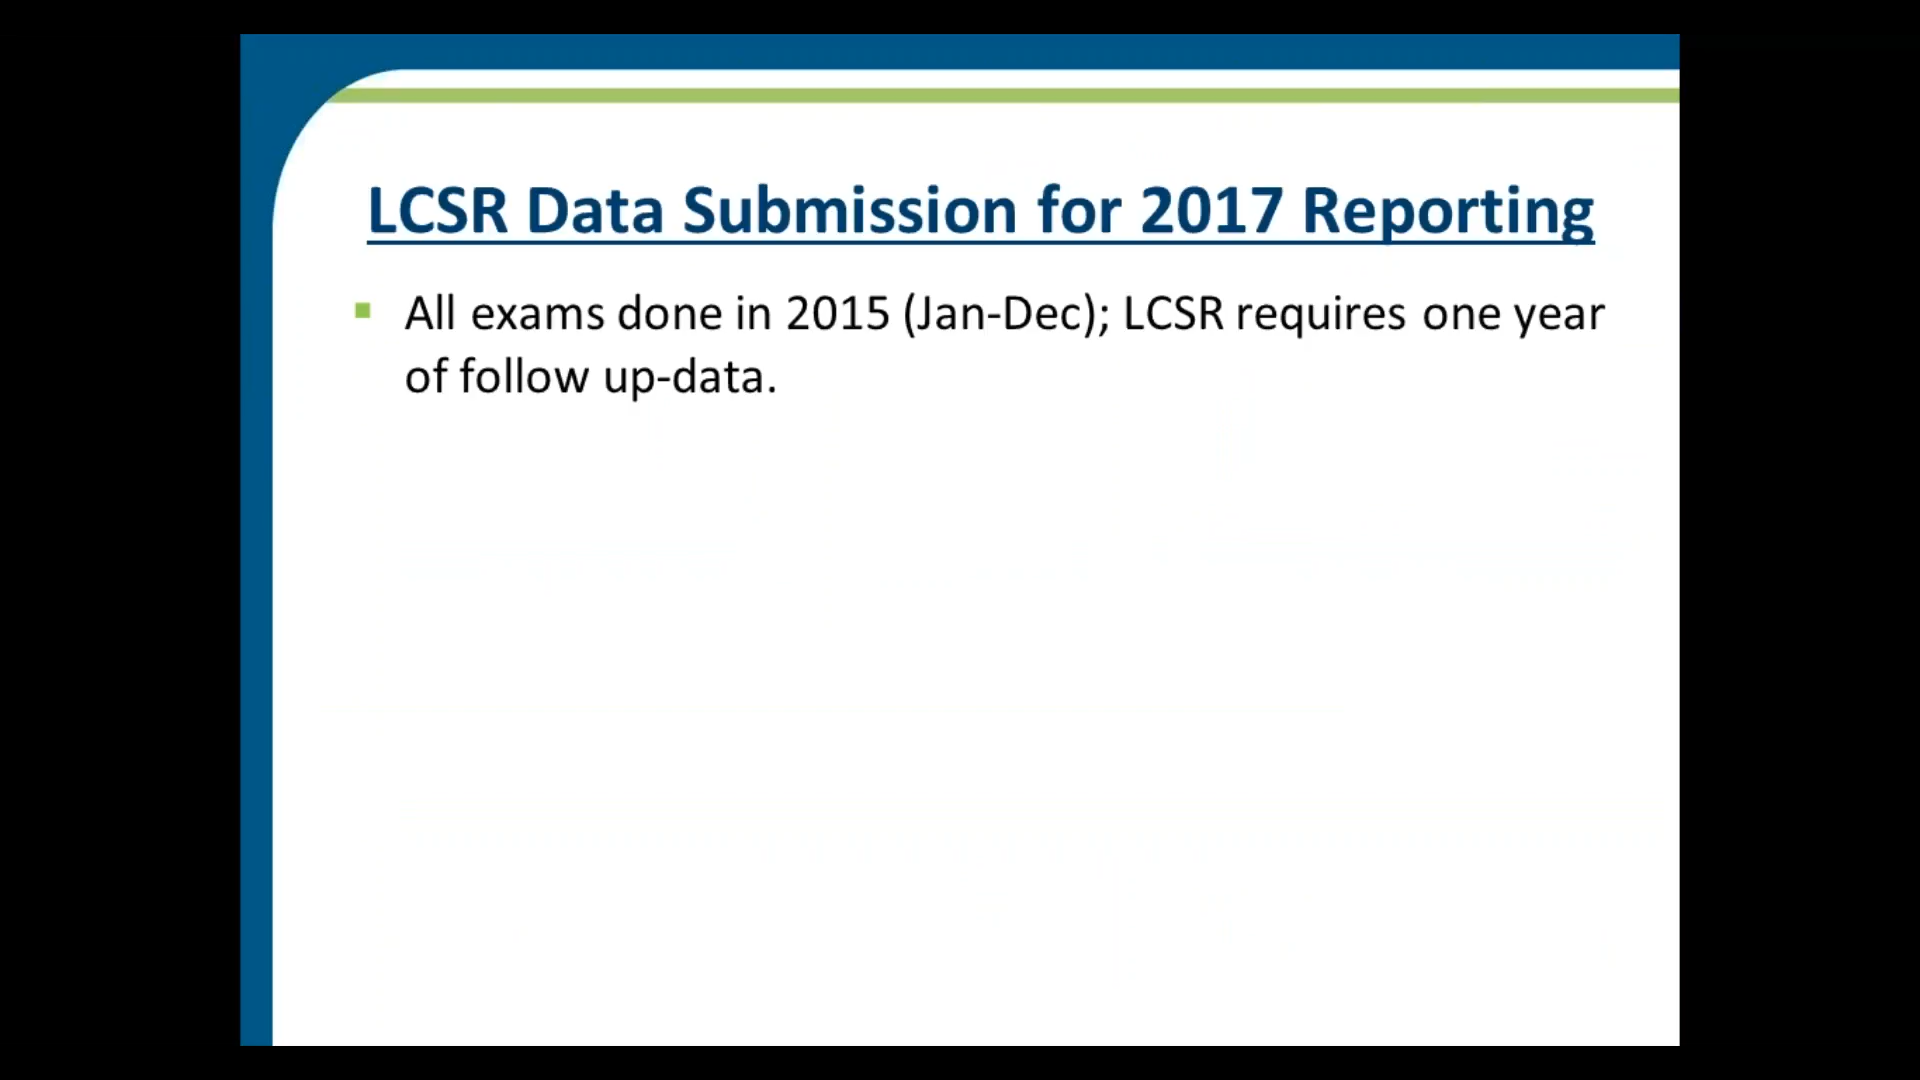 LCSR Data Submission for 2017 Reporting
All exams done in 2015 (Jan-Dec); LCSR requires one year
of follow up-data.